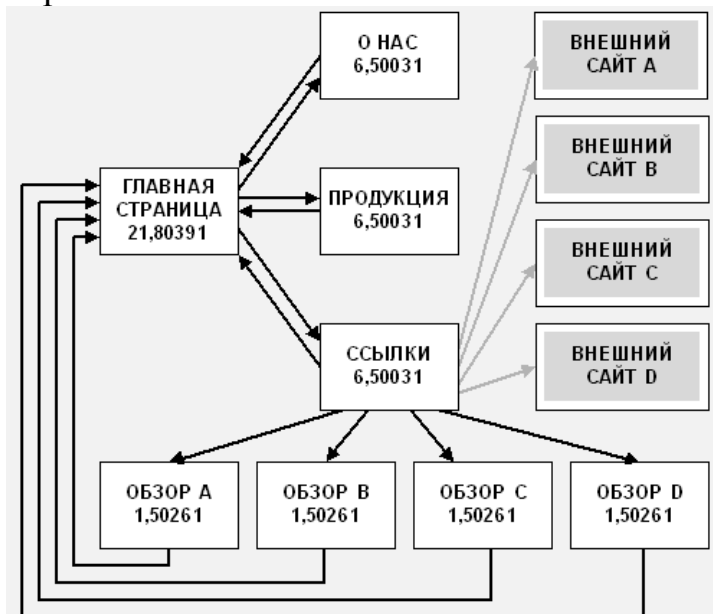 О НАС
6,50031
ВНЕШНИЙ
САЙТ A
ВНЕШНИЙ
САЙТ B
ГЛАВНАЯ
СТРАНИЦА
21,80391
ПРОДУКЦИЯ
6,50031
ВНЕШНИЙ
САЙТ C
ССЫЛКИ
6,50031
ВНЕШНИЙ
САЙТ D
ОБЗОР A
1,50261
ОБЗОР B
1,50261
ОБЗОР C
1,50261
ОБЗОР D
1,50261